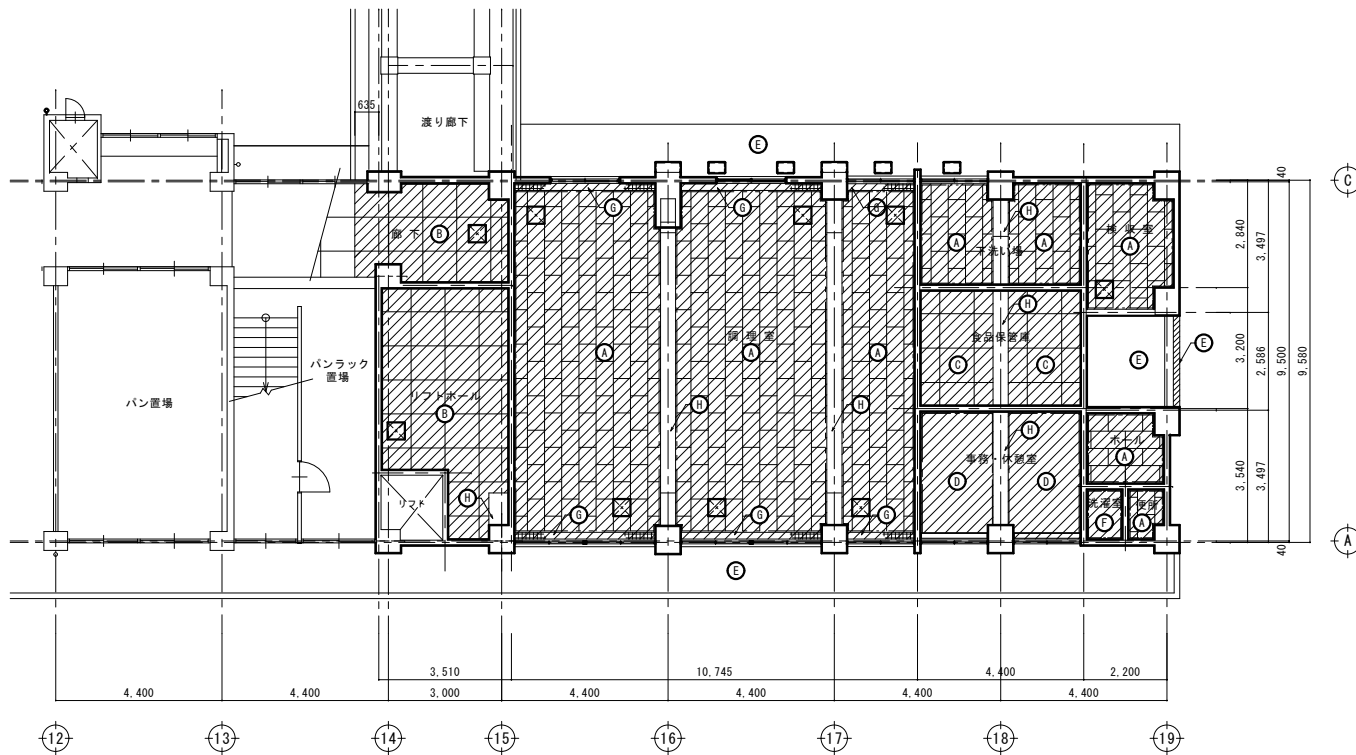 635
渡り廊下
E
C
40
G
G
G
H
廊下
B
A
A
下洗い場
検収室
A
2,840
3,497
H
調理室
食品保管庫
A
A
A
C
C
E
E
3,200
2,586
9,500
9,580
パン置場
パンラック
置場
リフトホール
B
H
H
H
事務・休憩室
D
D
ホール
A
洗濯室
F
便所
A
3,540
3,497
リフト
H
G
G
G
E
40
A
3,510
10,745
4,400
2,200
4,400
4,400
3,000
4,400
4,400
4,400
4,400
12
13
14
15
16
17
18
19